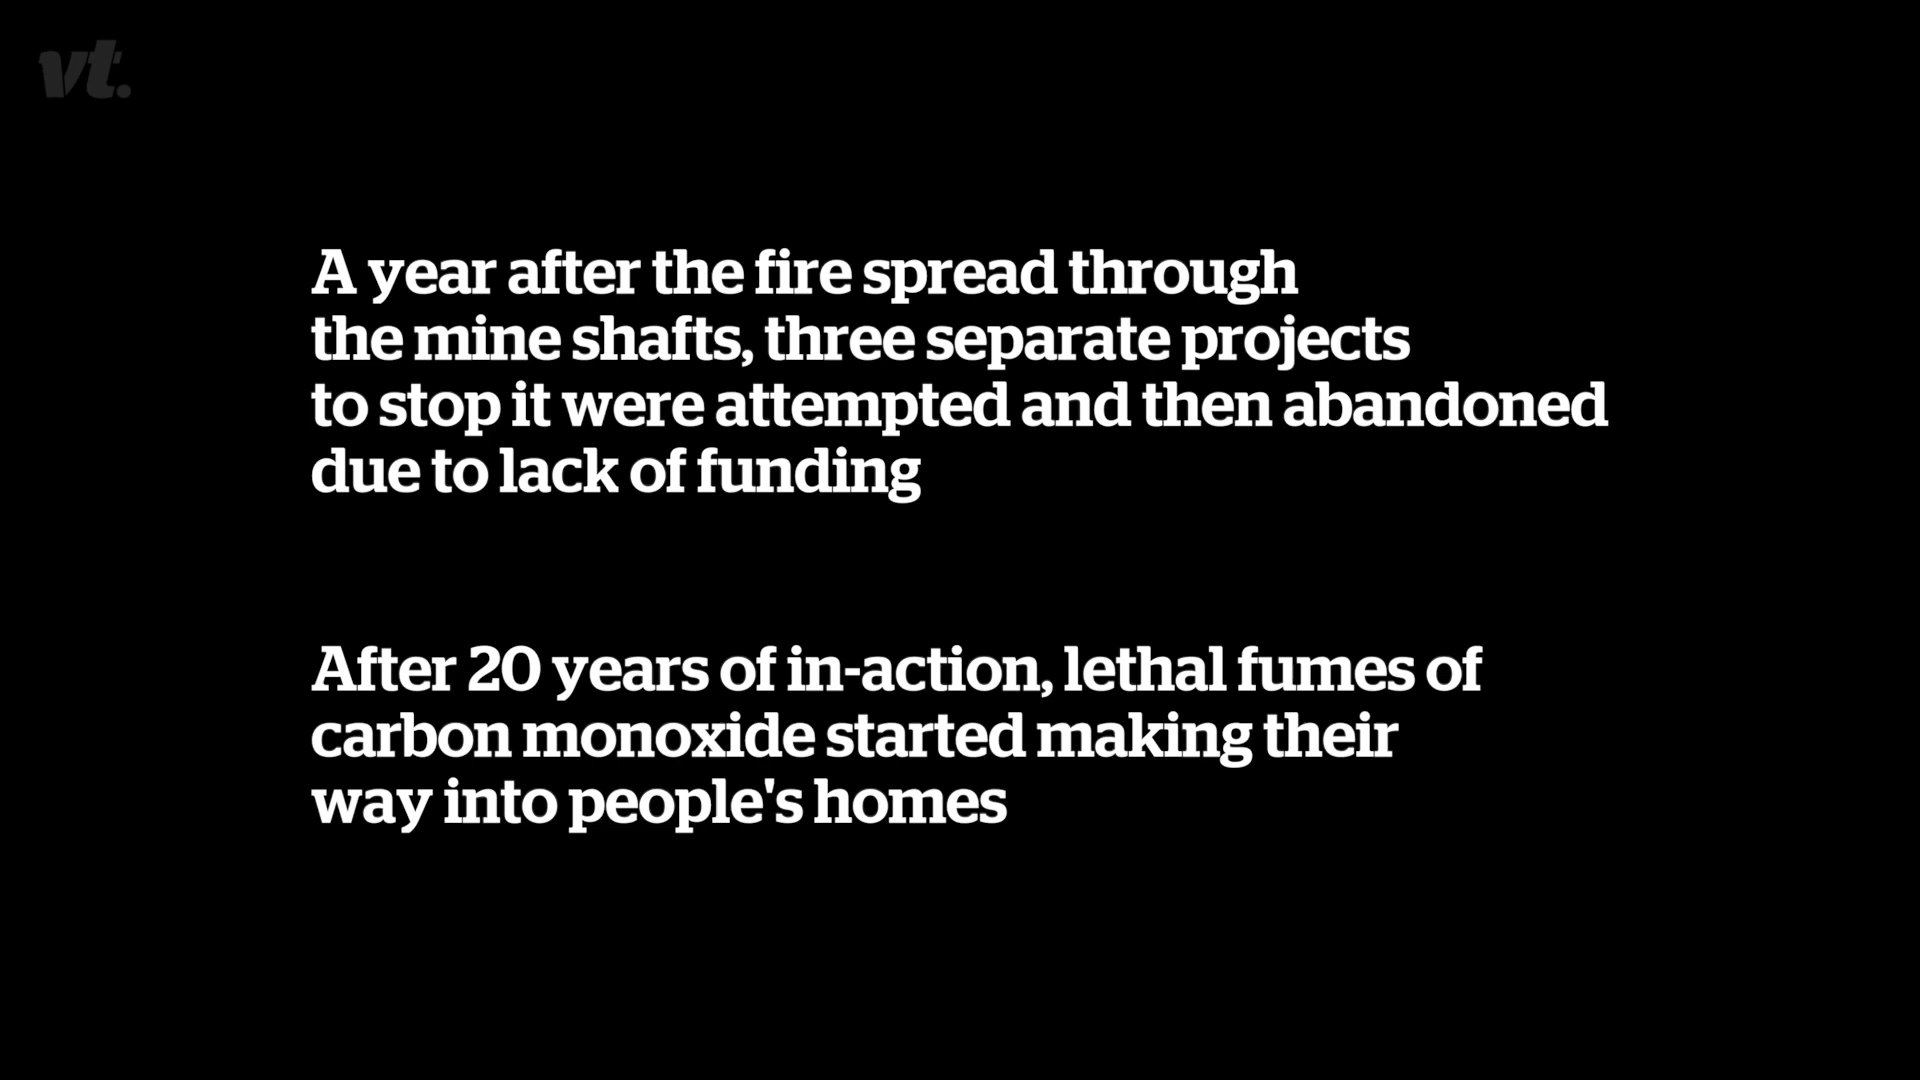 vt.
A year after the fire spread through
the mine shafts, three separate projects
to stop it were attempted and then abandoned
due to lack of funding
After 20 years of in-action, lethal fumes of
carbon monoxide started making their
way into people's homes